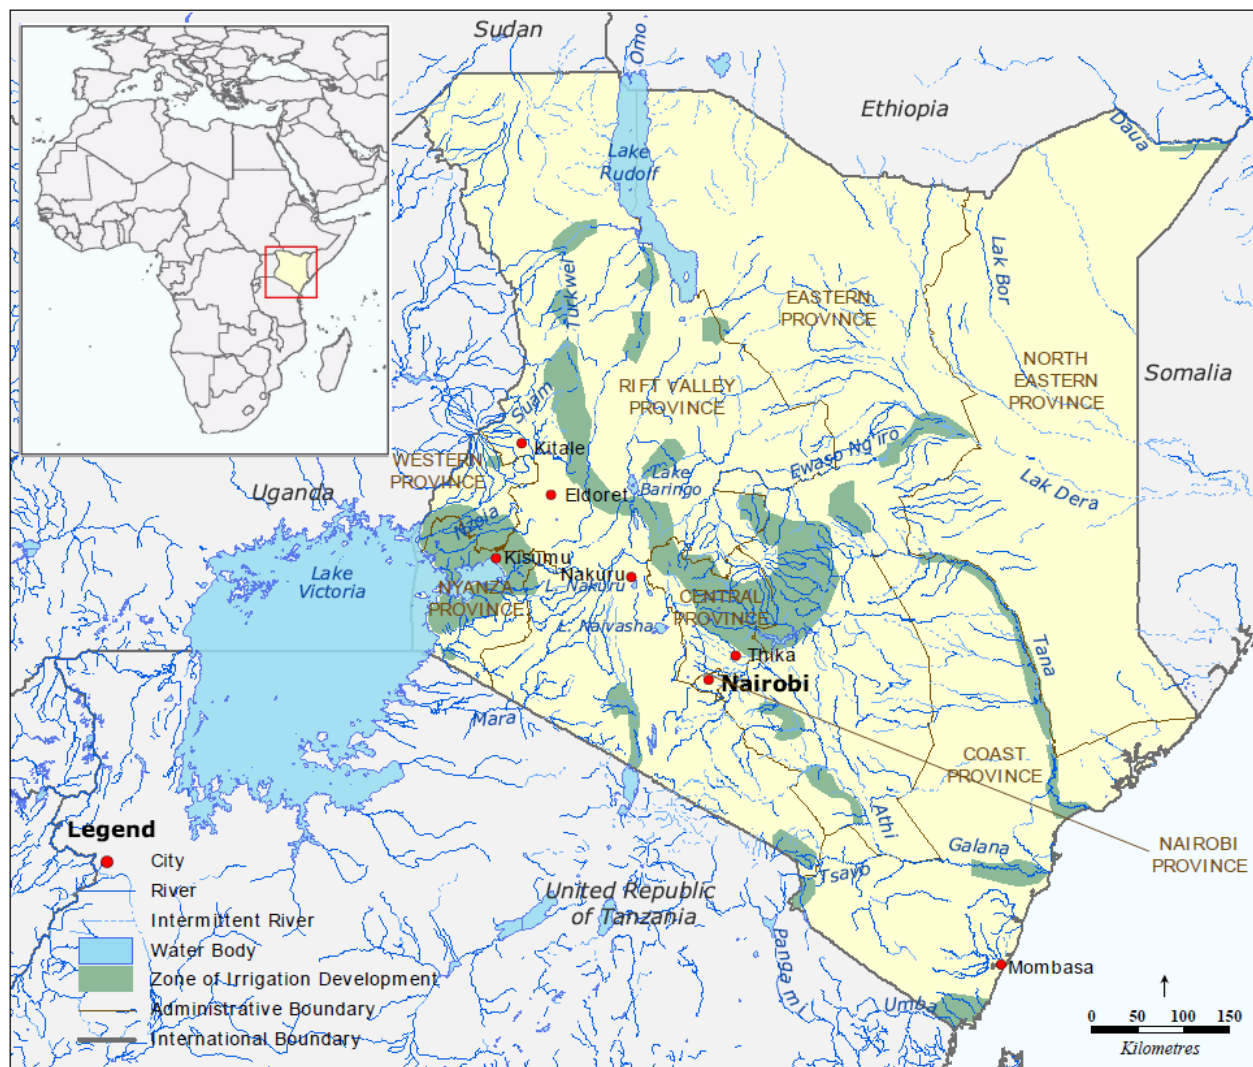 Sudan
Omo
Ethiopia
Daua
Lake
Rudolf
Lak Bor
Turkwel
EASTERN
PROVINCE
NORTH
EASTERN
PROVINCE
Somalia
RIFT VALLEY
PROVINCE
Suam
Kitale
WESTERN
PROVINCE
Ewaso Ng'iro
Lake
Baringo
Lak Dera
Uganda
Eldoret
Nzoia
Kisumu
Lake
Victoria
Nakuru
L. Nakuru
NYANZA
PROVINCE
CENTRAL
PROVINCE
L. Naivasha
Thika
Tana
Nairobi
Mara
COAST
PROVINCE
Athi
Galana
NAIROBI
PROVINCE
Tsavo
United Republic
of Tanzania
Panga mi
Mombasa
Umba
Legend
City
River
Intermittent River
Water Body
Zone of Irrigation Development
Administrative Boundary
International Boundary
0 50 100 150
Kilometres